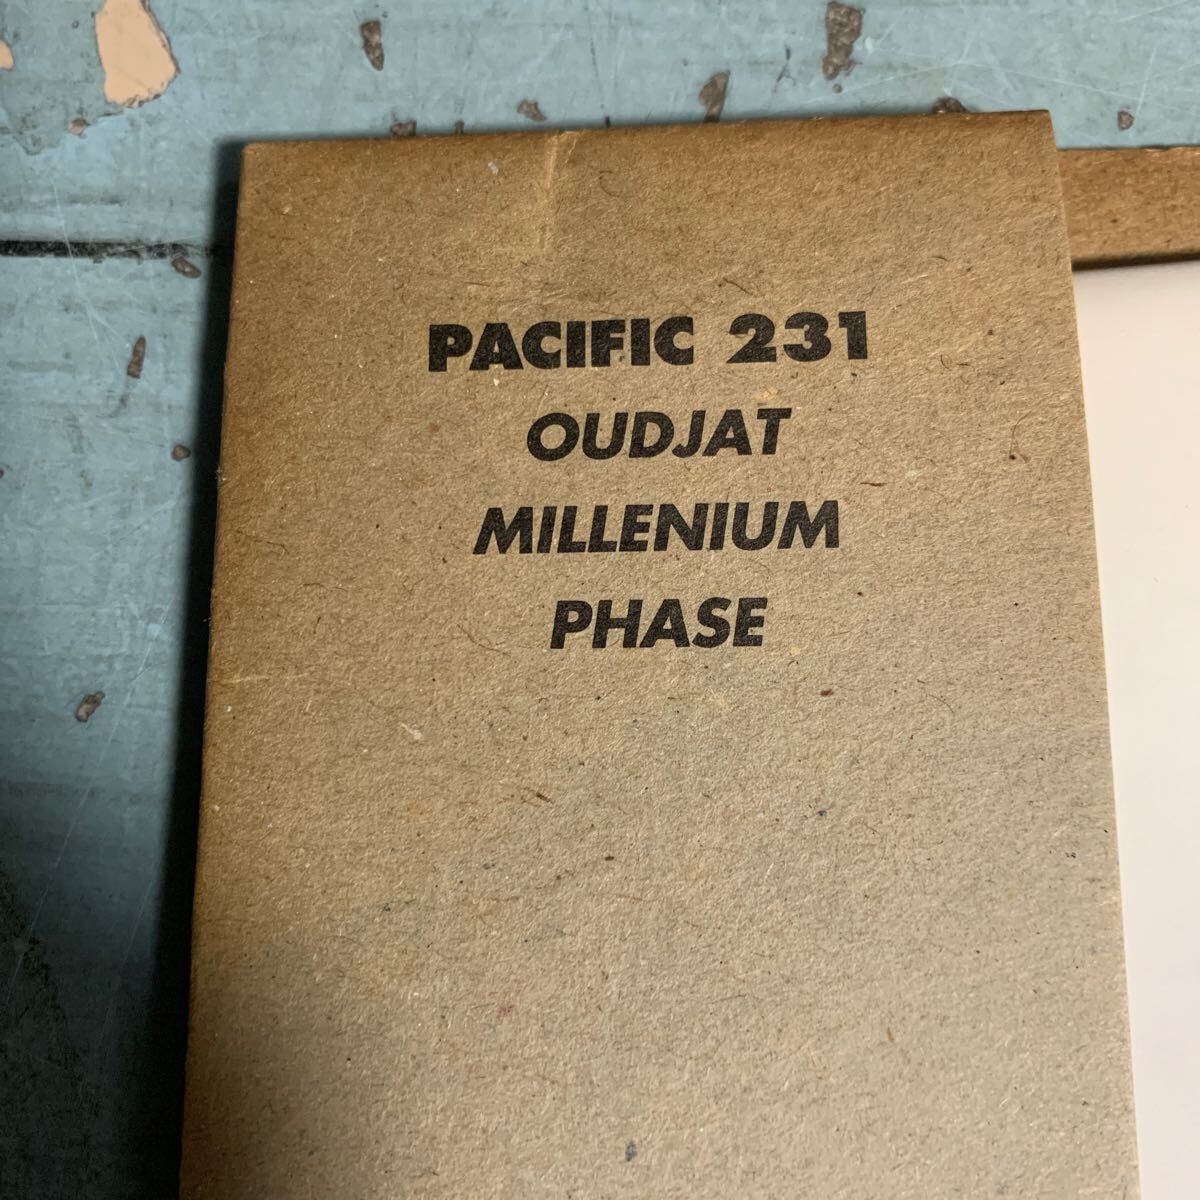 PACIFIC 231
OUDJAT
MILLENIUM
PHASE